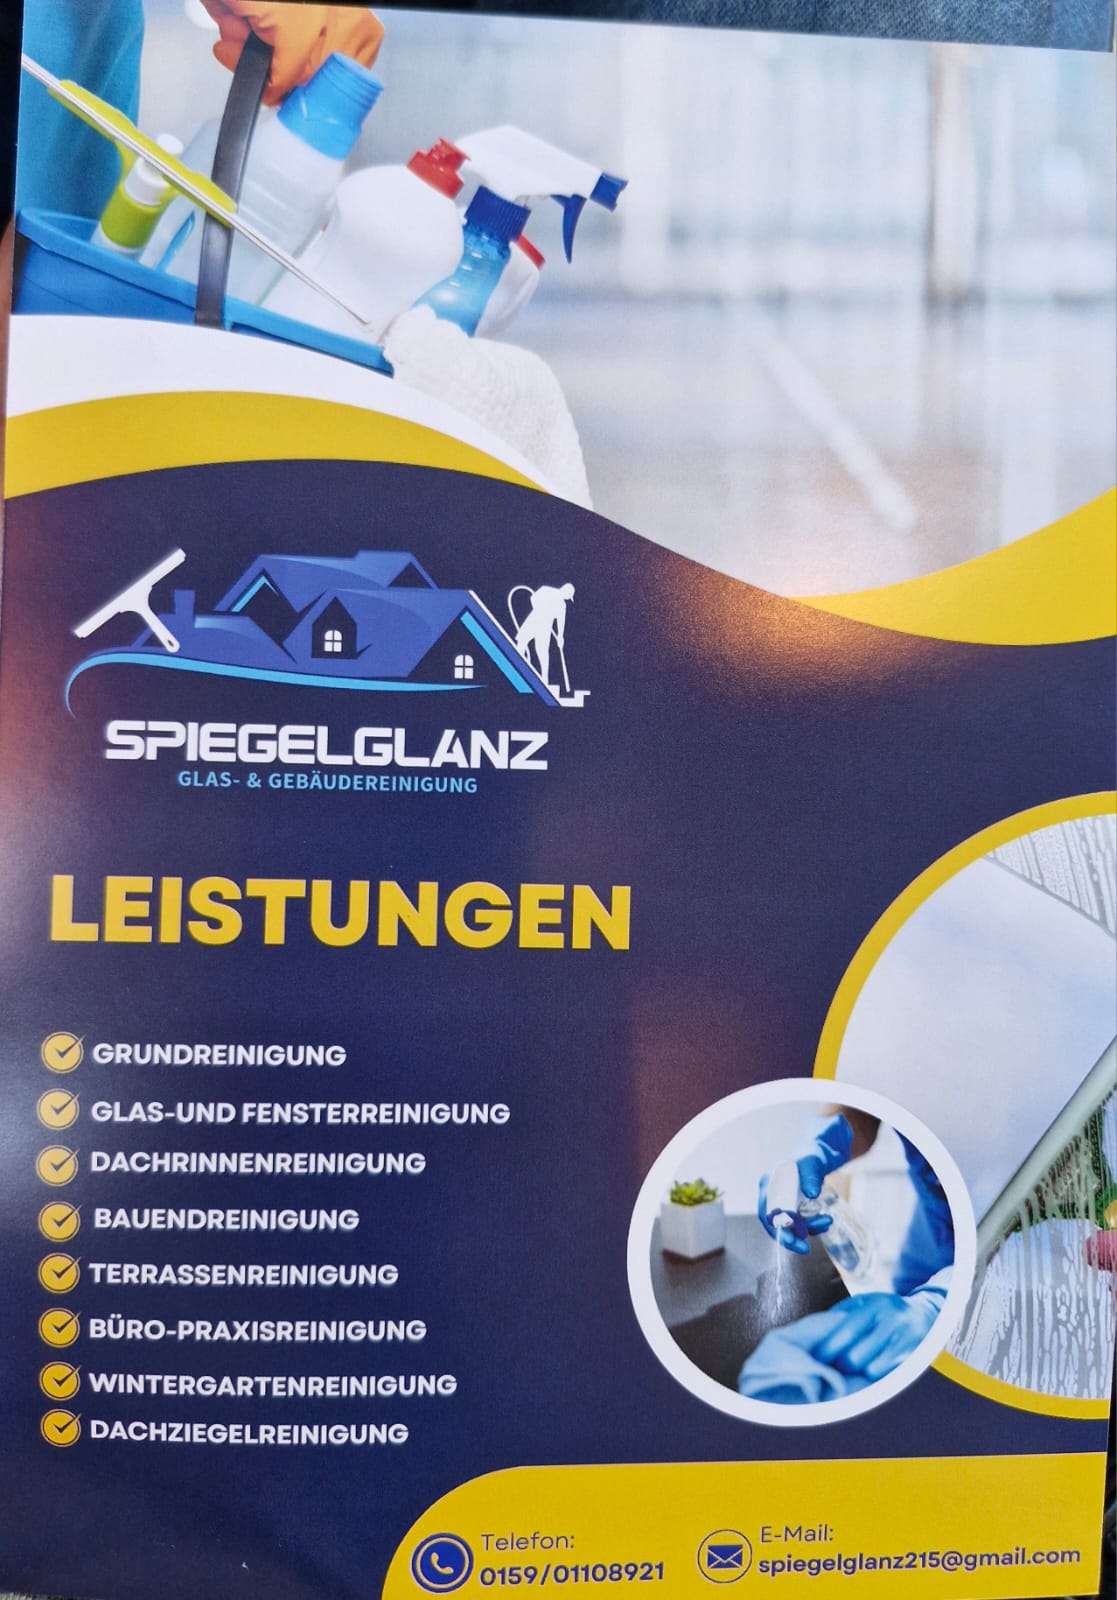 SPIEGELGLANZ
GLAS- & GEBÄUDEREINIGUNG
LEISTUNGEN
GRUNDREINIGUNG
GLAS-UND FENSTERREINIGUNG
DACHRINNENREINIGUNG
BAUENDREINIGUNG
TERRASSENREINIGUNG
BÜRO-PRAXISREINIGUNG
WINTERGARTENREINIGUNG
DACHZIEGELREINIGUNG
Telefon:
0159/01108921
E-Mail:
spiegelglanz215@gmail.com